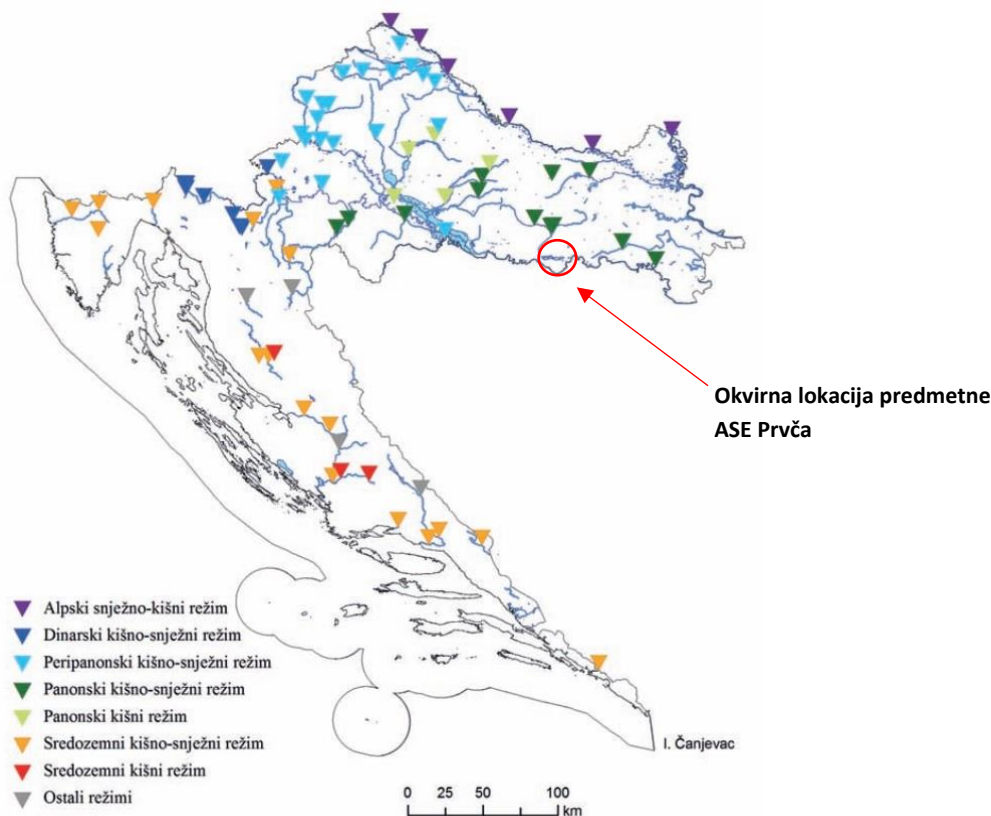 Okvirna lokacija predmetne
ASE Prvča
Alpski snježno-kišni režim
Dinarski kišno-snježni režim
Peripanonski kišno-snježni režim
Panonski kišno-snježni režim
Panonski kišni režim
Sredozemni kišno-snježni režim
Sredozemni kišni režim
Ostali režimi
I. Čanjevac
0 25 50 100
km